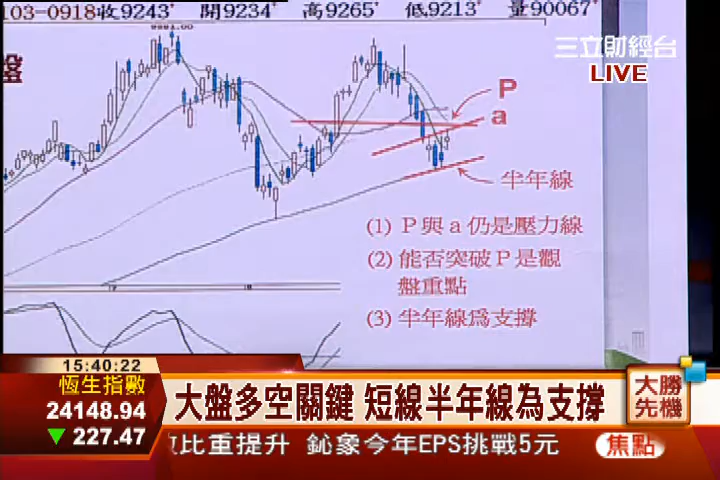 103-0918收9243 開9234 高9265 低9213 量90067
三立財經台
LIVE
盤
P
a
半年線
(1) P與a仍是壓力線
(2) 能否突破P是觀
盤重點
(3) 半年線為支撐
15:40:22
恆生指數
24148.94
▼ 227.47
大盤多空關鍵 短線半年線為支撐
大勝
先機
比重提升 鈊象今年EPS挑戰5元
焦點